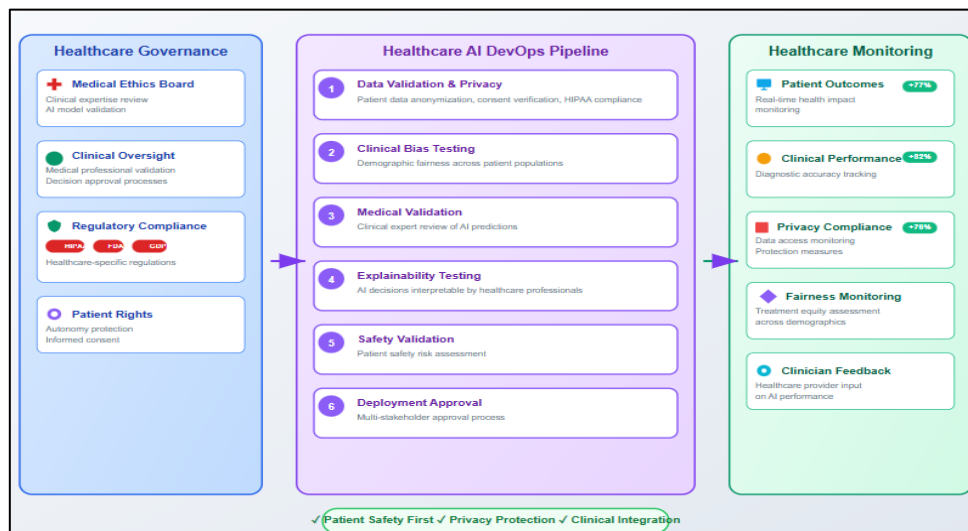 Healthcare Governance
Medical Ethics Board
Clinical expertise review
AI model validation
Clinical Oversight
Medical professional validation
Decision approval processes
Regulatory Compliance
HIPA FDA GDP
Healthcare-specific regulations
Patient Rights
Autonomy protection
Informed consent
Healthcare AI DevOps Pipeline
1
Data Validation & Privacy
Patient data anonymization, consent verification, HIPAA compliance
2
Clinical Bias Testing
Demographic fairness across patient populations
3
Medical Validation
Clinical expert review of AI predictions
4
Explainability Testing
AI decisions interpretable by healthcare professionals
5
Safety Validation
Patient safety risk assessment
6
Deployment Approval
Multi-stakeholder approval process
Healthcare Monitoring
Patient Outcomes +77%
Real-time health impact
monitoring
Clinical Performance +82%
Diagnostic accuracy tracking
Privacy Compliance +78%
Data access monitoring
Protection measures
Fairness Monitoring
Treatment equity assessment
across demographics
Clinician Feedback
Healthcare provider input
on AI performance
✓ Patient Safety First ✓ Privacy Protection ✓ Clinical Integration